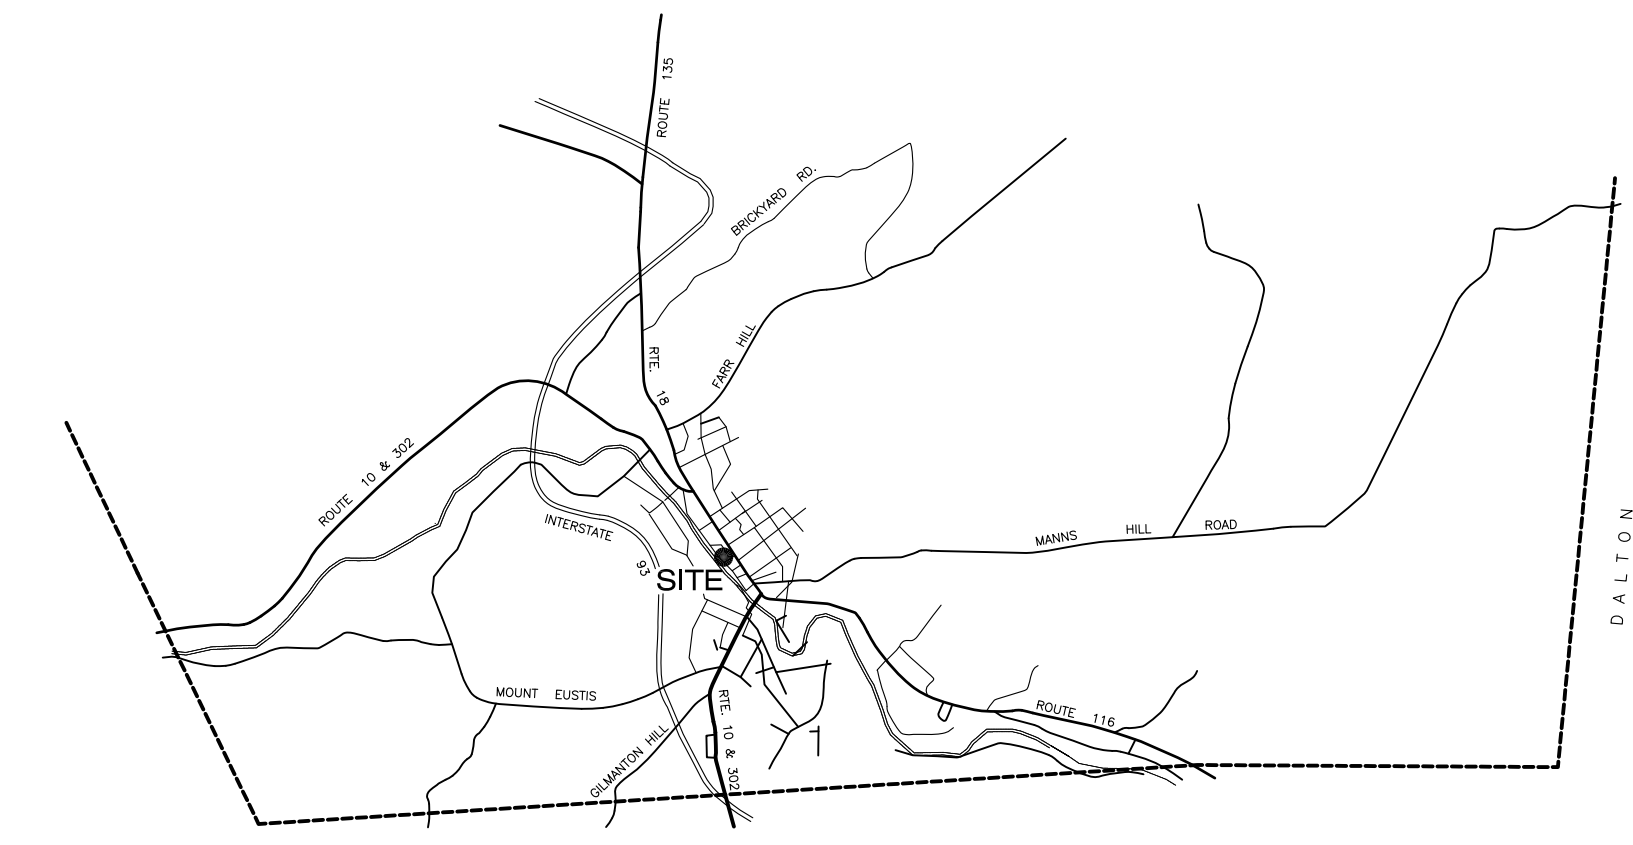 ROUTE 135
BRICKYARD RD.
RTE. 18
FARR HILL
ROUTE 10 & 302
INTERSTATE 93
MANNS HILL ROAD
DALTON
SITE
MOUNT EUSTIS
ROUTE 116
RTE. 10 & 302
GILMANTON HILL